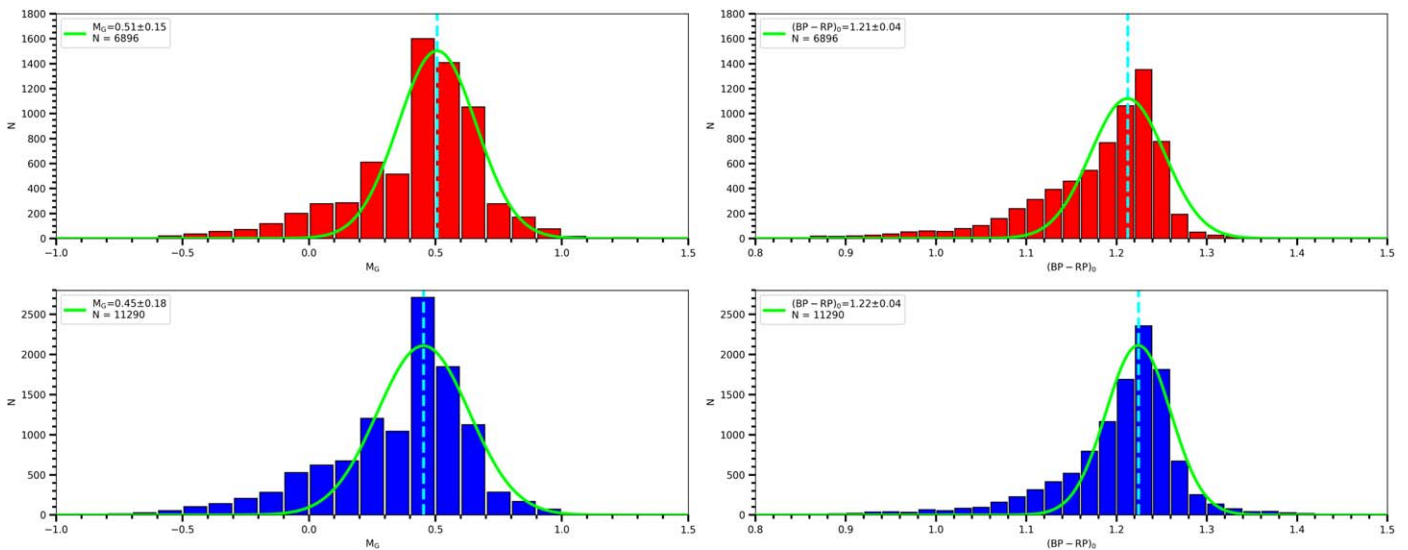 M_G=0.51±0.15
N = 6896
1800
1600
1400
1200
1000
800
600
400
200
0
N
−1.0 −0.5 0.0 0.5 1.0 1.5
M_G
(BP − RP)₀=1.21±0.04
N = 6896
1800
1600
1400
1200
1000
800
600
400
200
0
N
0.8 0.9 1.0 1.1 1.2 1.3 1.4 1.5
(BP − RP)₀
M_G=0.45±0.18
N = 11290
2500
2000
1500
1000
500
0
N
−1.0 −0.5 0.0 0.5 1.0 1.5
M_G
(BP − RP)₀=1.22±0.04
N = 11290
2500
2000
1500
1000
500
0
N
0.8 0.9 1.0 1.1 1.2 1.3 1.4 1.5
(BP − RP)₀